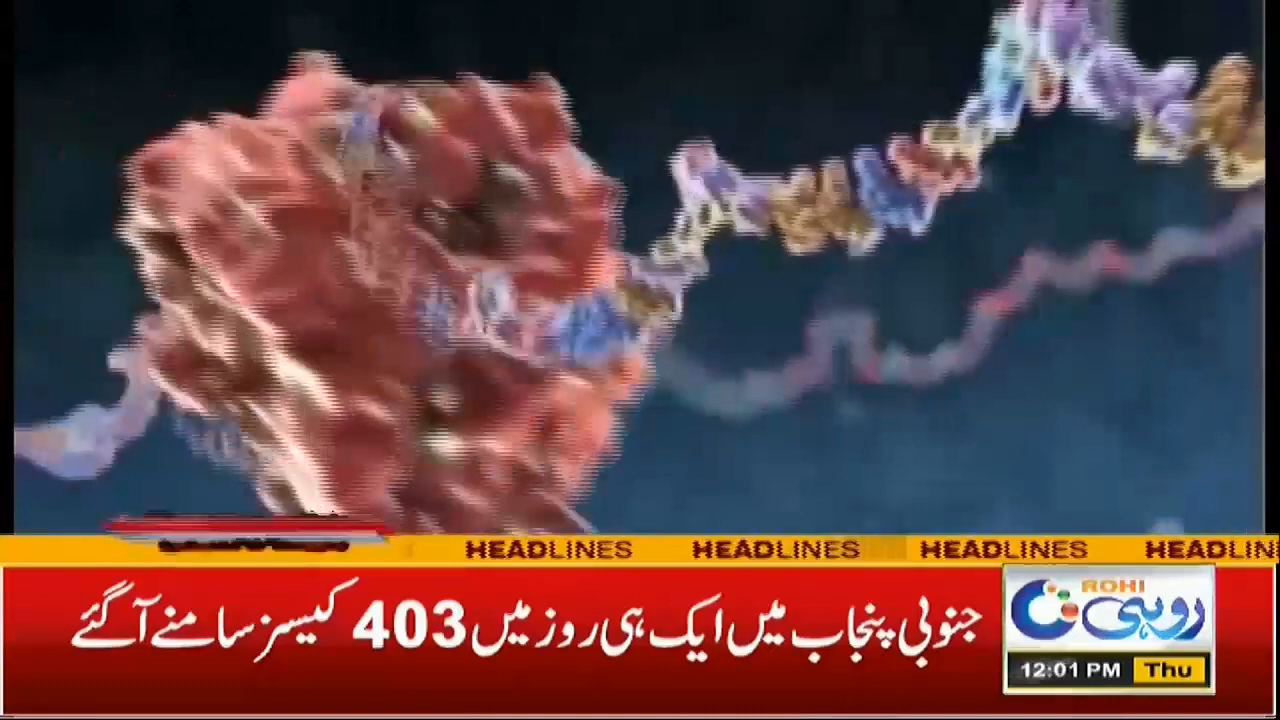 HEADLINES HEADLINES HEADLINES HEADLIN
جنوبی پنجاب میں ایک ہی روز میں 403 کیسز سامنے آگئے
ROHI
روہی
12:01 PM Thu